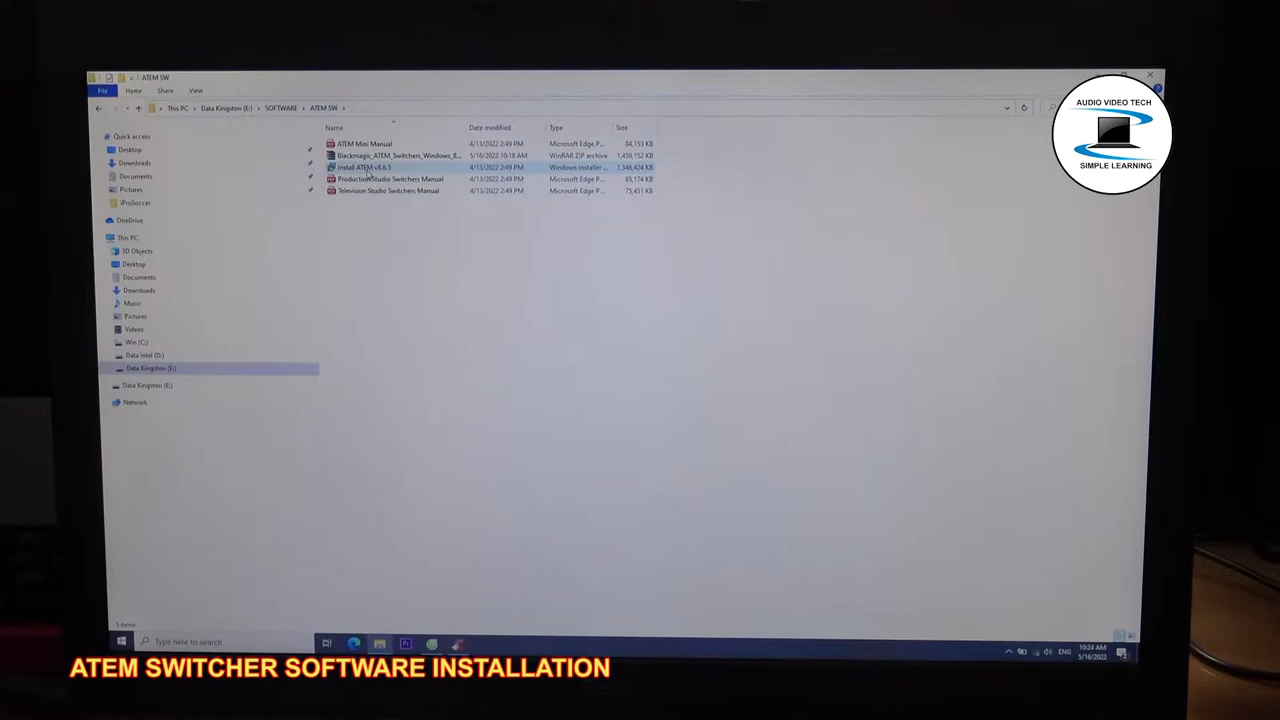 ATEM SW
File Home Share View
This PC > Data Kingston (E:) > SOFTWARE > ATEM SW >
AUDIO VIDEO TECH
SIMPLE LEARNING
Name Date modified Type Size
ATEM Mini Manual 4/13/2022 2:49 PM Microsoft Edge P... 84,153 KB
Blackmagic_ATEM_Switchers_Windows_8... 5/16/2022 10:18 AM WinRAR ZIP archive 1,459,152 KB
Install ATEM v8.6.5 4/13/2022 2:49 PM Windows Installer ... 1,346,424 KB
Production Studio Switchers Manual 4/13/2022 2:49 PM Microsoft Edge P... 85,174 KB
Television Studio Switchers Manual 4/13/2022 2:49 PM Microsoft Edge P... 75,451 KB
Quick access
Desktop
Downloads
Documents
Pictures
iProSoccer
OneDrive
This PC
3D Objects
Desktop
Documents
Downloads
Music
Pictures
Videos
Win (C:)
Data Intel (D:)
Data Kingston (E:)
Data Kingston (E:)
Network
5 items
Type here to search
Pr
ENG
10:24 AM
5/16/2022
2
ATEM SWITCHER SOFTWARE INSTALLATION